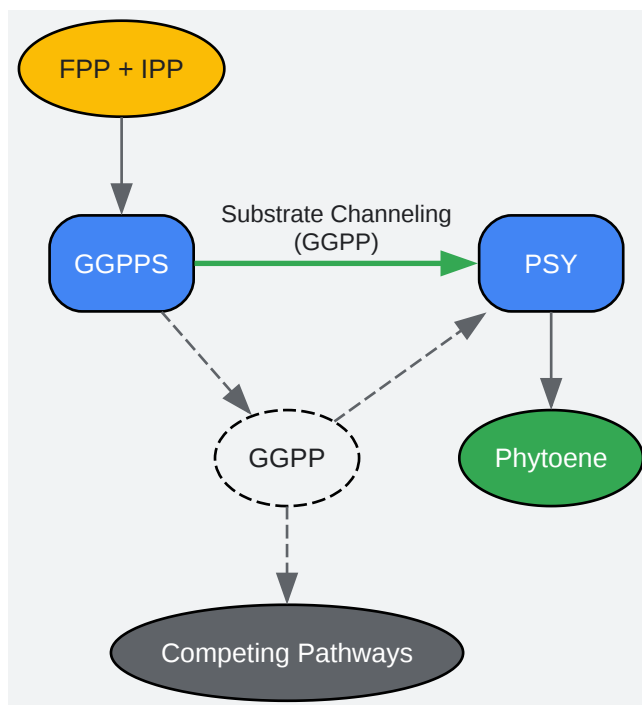 FPP + IPP
Substrate Channeling
(GGPP)
GGPPS
PSY
GGPP
Phytoene
Competing Pathways